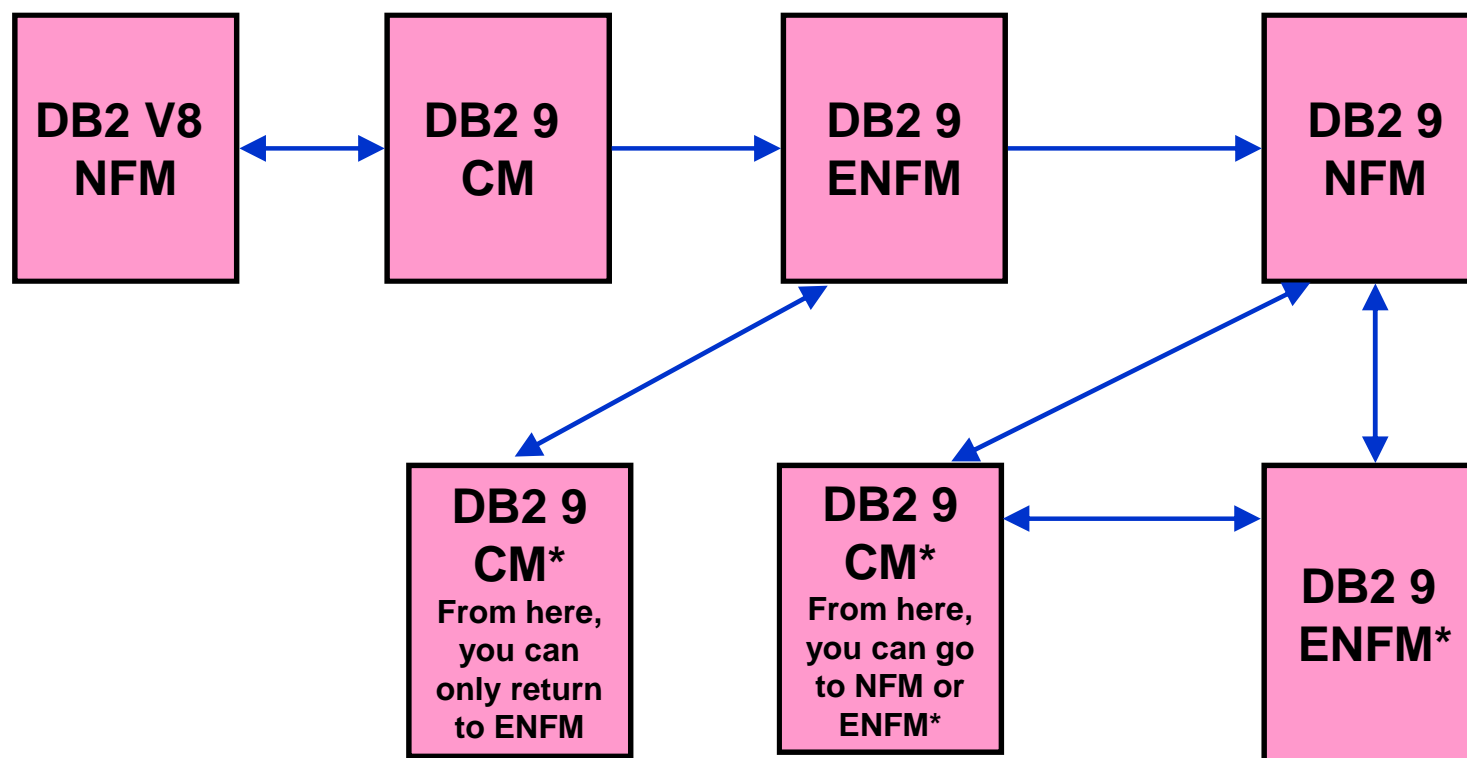 DB2 V8
NFM
DB2 9
CM
DB2 9
ENFM
DB2 9
NFM
DB2 9
CM*
From here,
you can
only return
to ENFM
DB2 9
CM*
From here,
you can go
to NFM or
ENFM*
DB2 9
ENFM*